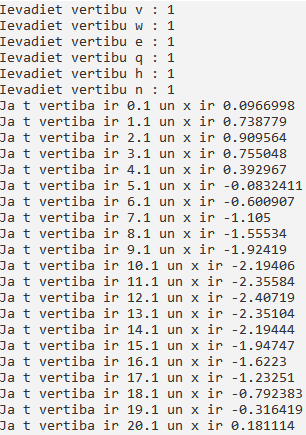 Ievadiet vertibu v : 1
Ievadiet vertibu w : 1
Ievadiet vertibu e : 1
Ievadiet vertibu q : 1
Ievadiet vertibu h : 1
Ievadiet vertibu n : 1
Ja t vertiba ir 0.1 un x ir 0.0966998
Ja t vertiba ir 1.1 un x ir 0.738779
Ja t vertiba ir 2.1 un x ir 0.909564
Ja t vertiba ir 3.1 un x ir 0.755048
Ja t vertiba ir 4.1 un x ir 0.392967
Ja t vertiba ir 5.1 un x ir -0.0832411
Ja t vertiba ir 6.1 un x ir -0.600907
Ja t vertiba ir 7.1 un x ir -1.105
Ja t vertiba ir 8.1 un x ir -1.55534
Ja t vertiba ir 9.1 un x ir -1.92419
Ja t vertiba ir 10.1 un x ir -2.19406
Ja t vertiba ir 11.1 un x ir -2.35584
Ja t vertiba ir 12.1 un x ir -2.40719
Ja t vertiba ir 13.1 un x ir -2.35104
Ja t vertiba ir 14.1 un x ir -2.19444
Ja t vertiba ir 15.1 un x ir -1.94747
Ja t vertiba ir 16.1 un x ir -1.6223
Ja t vertiba ir 17.1 un x ir -1.23251
Ja t vertiba ir 18.1 un x ir -0.792383
Ja t vertiba ir 19.1 un x ir -0.316419
Ja t vertiba ir 20.1 un x ir 0.181114